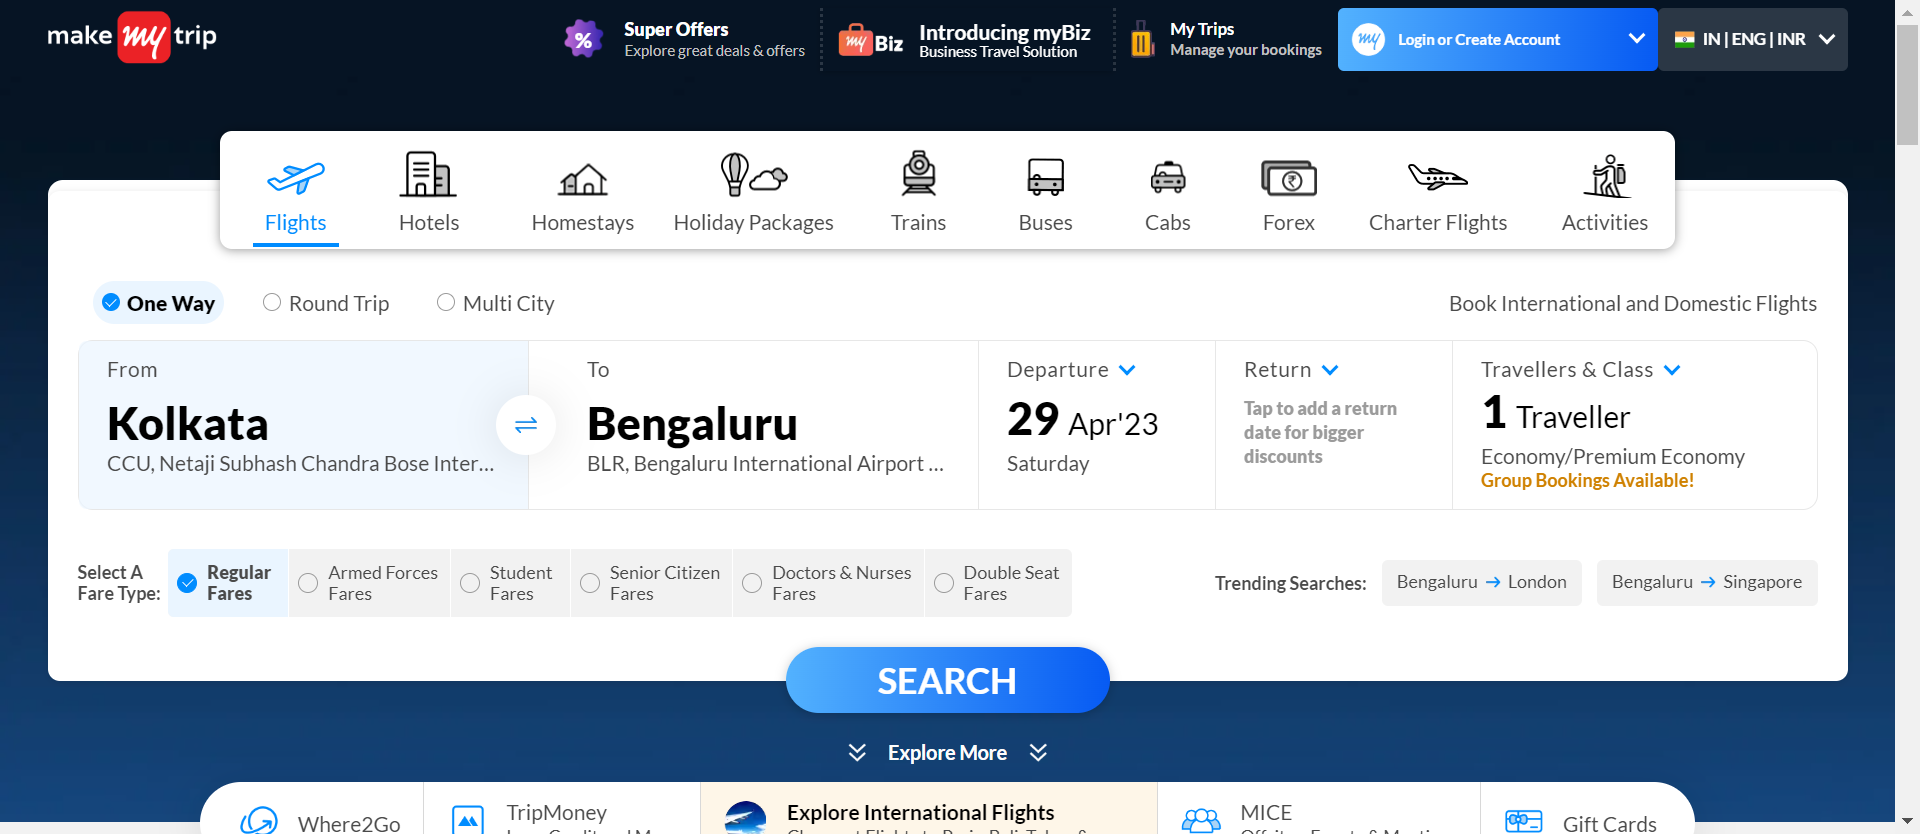 make my trip
Super Offers
Explore great deals & offers
my Biz
Introducing myBiz
Business Travel Solution
My Trips
Manage your bookings
my
Login or Create Account
IN | ENG | INR
Flights
Hotels
Homestays
Holiday Packages
Trains
Buses
Cabs
Forex
Charter Flights
Activities
One Way
Round Trip
Multi City
Book International and Domestic Flights
From
Kolkata
CCU, Netaji Subhash Chandra Bose Inter...
To
Bengaluru
BLR, Bengaluru International Airport ...
Departure
29 Apr'23
Saturday
Return
Tap to add a return
date for bigger
discounts
Travellers & Class
1 Traveller
Economy/Premium Economy
Group Bookings Available!
Select A
Fare Type:
Regular
Fares
Armed Forces
Fares
Student
Fares
Senior Citizen
Fares
Doctors & Nurses
Fares
Double Seat
Fares
Trending Searches:
Bengaluru → London
Bengaluru → Singapore
SEARCH
Explore More
Where2Go
TripMoney
Explore International Flights
MICE
Gift Cards